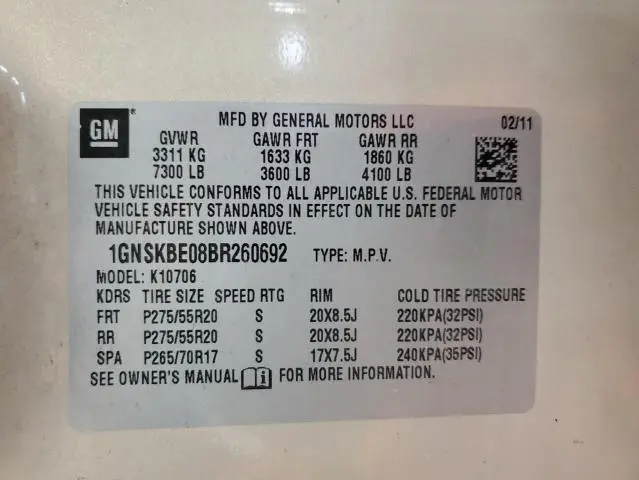 GM ®
MFD BY GENERAL MOTORS LLC 02/11
GVWR GAWR FRT GAWR RR
3311 KG 1633 KG 1860 KG
7300 LB 3600 LB 4100 LB
THIS VEHICLE CONFORMS TO ALL APPLICABLE U.S. FEDERAL MOTOR
VEHICLE SAFETY STANDARDS IN EFFECT ON THE DATE OF
MANUFACTURE SHOWN ABOVE.
1GNSKBE08BR260692 TYPE: M.P.V.
MODEL: K10706
KDRS TIRE SIZE SPEED RTG RIM COLD TIRE PRESSURE
FRT P275/55R20 S 20X8.5J 220KPA(32PSI)
RR P275/55R20 S 20X8.5J 220KPA(32PSI)
SPA P265/70R17 S 17X7.5J 240KPA(35PSI)
SEE OWNER'S MANUAL i FOR MORE INFORMATION.